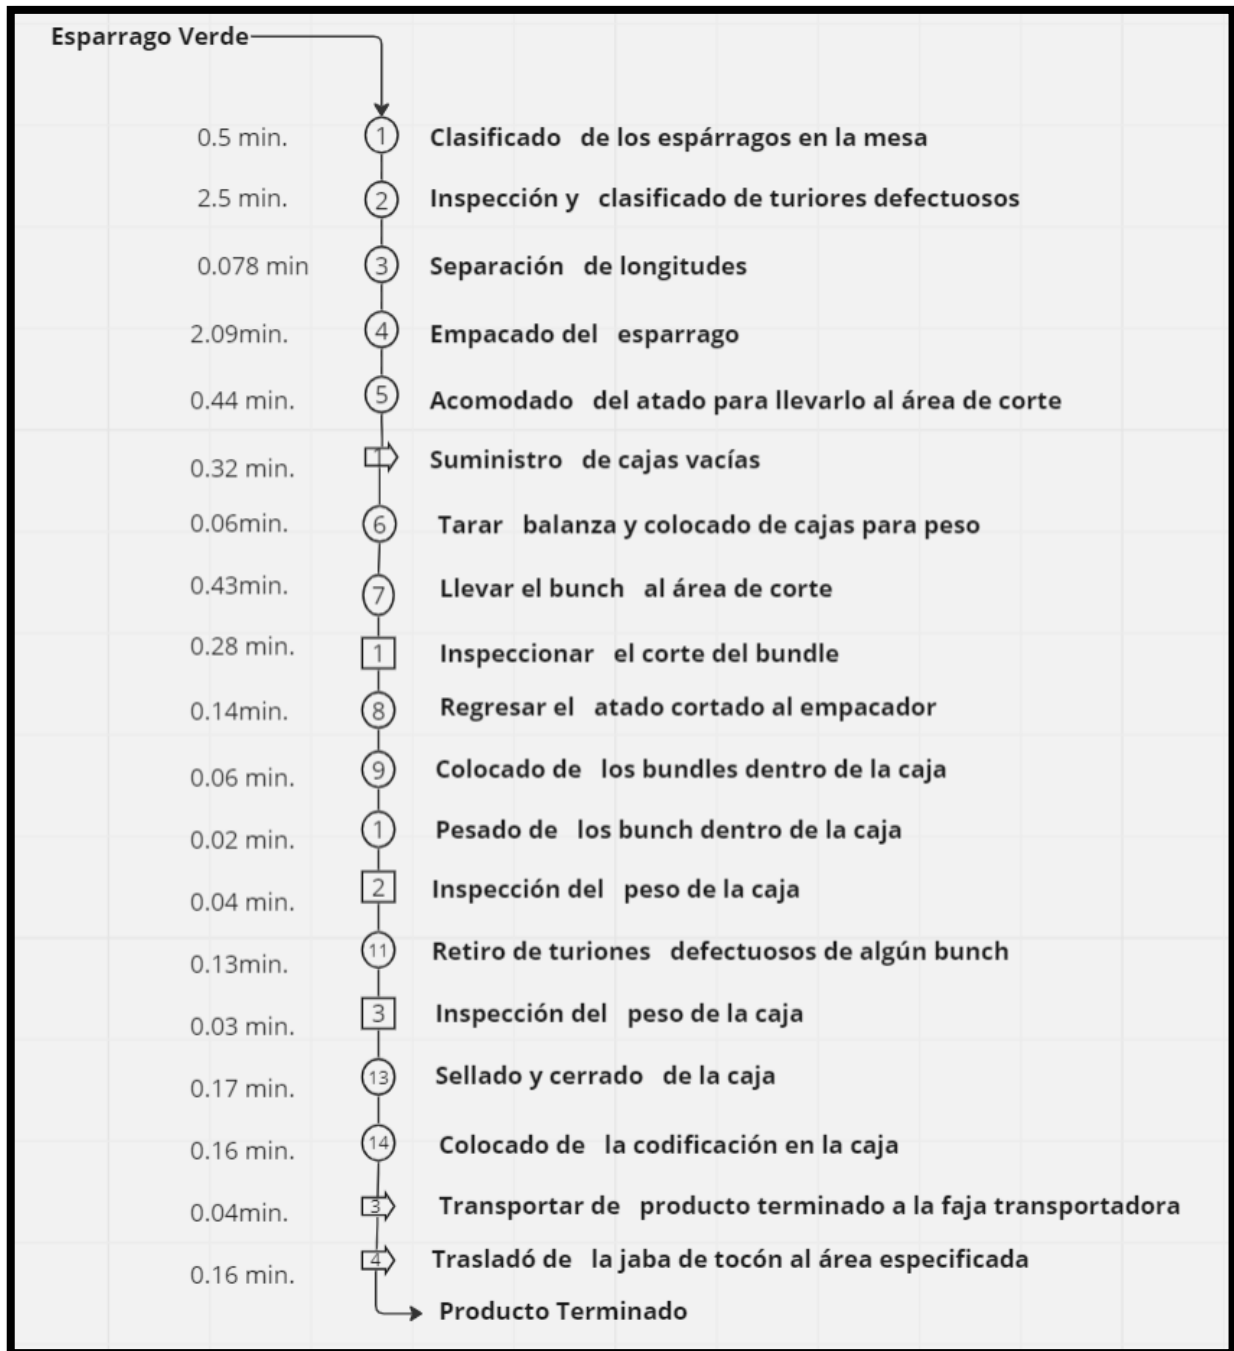 Esparrago Verde
0.5 min. 1 Clasificado de los espárragos en la mesa
2.5 min. 2 Inspección y clasificado de turiores defectuosos
0.078 min 3 Separación de longitudes
2.09min. 4 Empacado del esparrago
0.44 min. 5 Acomodado del atado para llevarlo al área de corte
0.32 min. 1 Suministro de cajas vacías
0.06min. 6 Tarar balanza y colocado de cajas para peso
0.43min. 7 Llevar el bunch al área de corte
0.28 min. 1 Inspeccionar el corte del bundle
0.14min. 8 Regresar el atado cortado al empacador
0.06 min. 9 Colocado de los bundles dentro de la caja
0.02 min. 1 Pesado de los bunch dentro de la caja
0.04 min. 2 Inspección del peso de la caja
0.13min. 11 Retiro de turiones defectuosos de algún bunch
0.03 min. 3 Inspección del peso de la caja
0.17 min. 13 Sellado y cerrado de la caja
0.16 min. 14 Colocado de la codificación en la caja
0.04min. 3 Transportar de producto terminado a la faja transportadora
0.16 min. 4 Trasladó de la jaba de tocón al área especificada
Producto Terminado